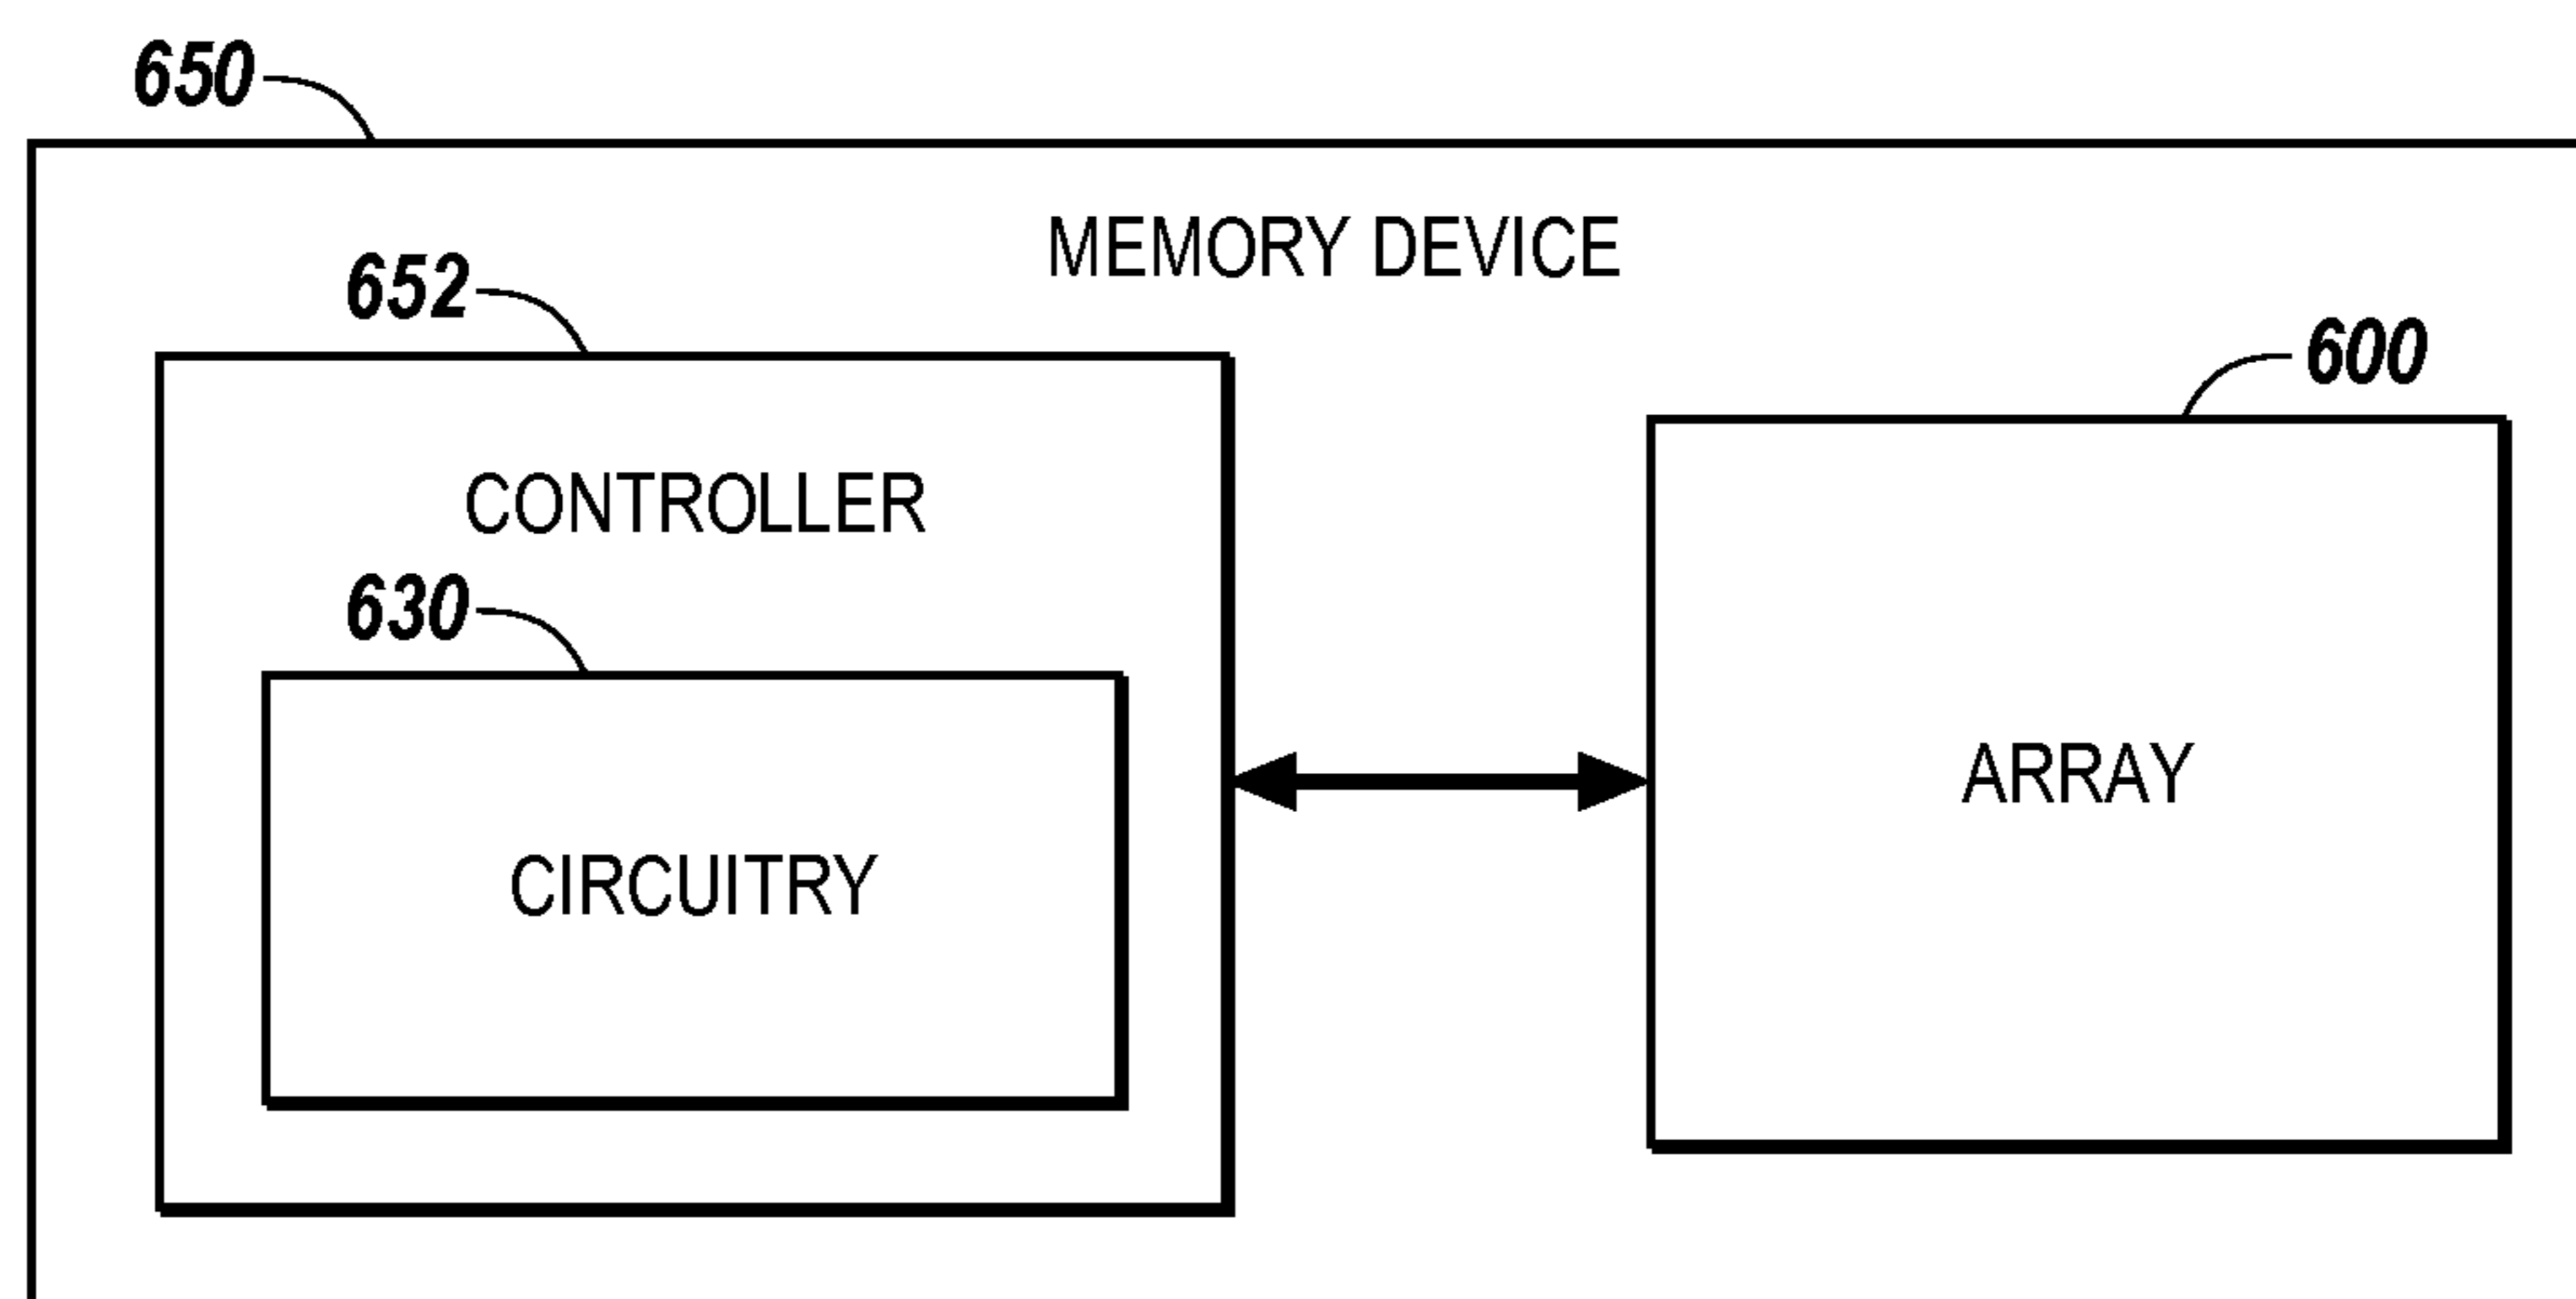 650
MEMORY DEVICE
652
600
CONTROLLER
630
ARRAY
CIRCUITRY